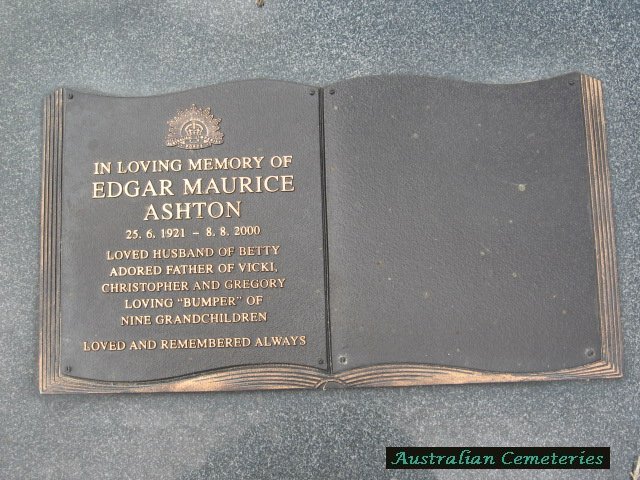 IN LOVING MEMORY OF
EDGAR MAURICE
ASHTON
25. 6. 1921 – 8. 8. 2000
LOVED HUSBAND OF BETTY
ADORED FATHER OF VICKI,
CHRISTOPHER AND GREGORY
LOVING "BUMPER" OF
NINE GRANDCHILDREN
LOVED AND REMEMBERED ALWAYS
Australian Cemeteries